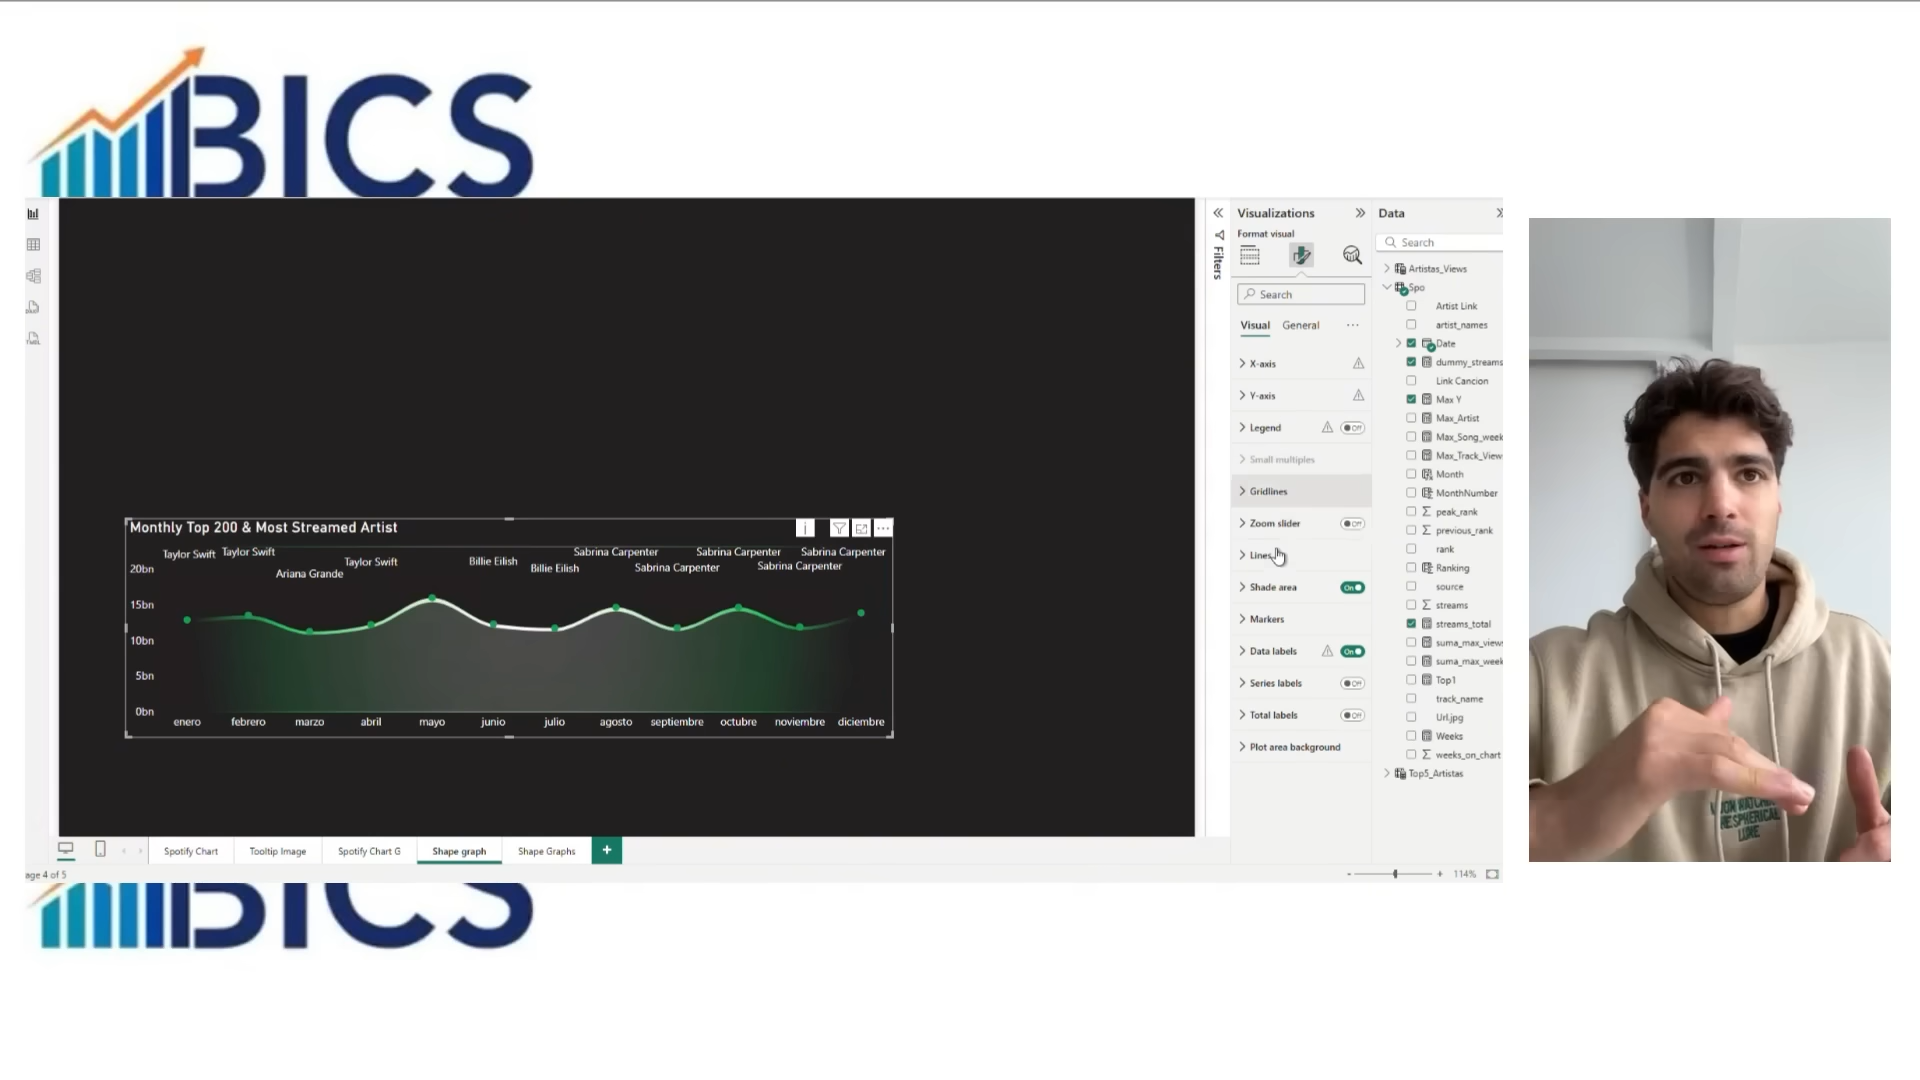 BICS
Visualizations
Data
Format visual
Search
Filters
Search
Visual
General
X-axis
Y-axis
Legend
Off
Small multiples
Gridlines
Zoom slider
Off
Lines
Shade area
On
Markers
Data labels
On
Series labels
Off
Total labels
Off
Plot area background
Artistas_Views
Spo
Artist Link
artist_names
Date
dummy_streams
Link Cancion
Max Y
Max_Artist
Max_Song_week
Max_Track_View
Month
MonthNumber
peak_rank
previous_rank
rank
Ranking
source
streams
streams_total
suma_max_view
suma_max_week
Top1
track_name
Url.jpg
Weeks
weeks_on_chart
Top5_Artistas
Monthly Top 200 & Most Streamed Artist
Taylor Swift
Taylor Swift
Ariana Grande
Taylor Swift
Billie Eilish
Billie Eilish
Sabrina Carpenter
Sabrina Carpenter
Sabrina Carpenter
Sabrina Carpenter
Sabrina Carpenter
20bn
15bn
10bn
5bn
0bn
enero febrero marzo abril mayo junio julio agosto septiembre octubre noviembre diciembre
Spotify Chart
Tooltip Image
Spotify Chart G
Shape graph
Shape Graphs
+
age 4 of 5
- + 114%
BICS